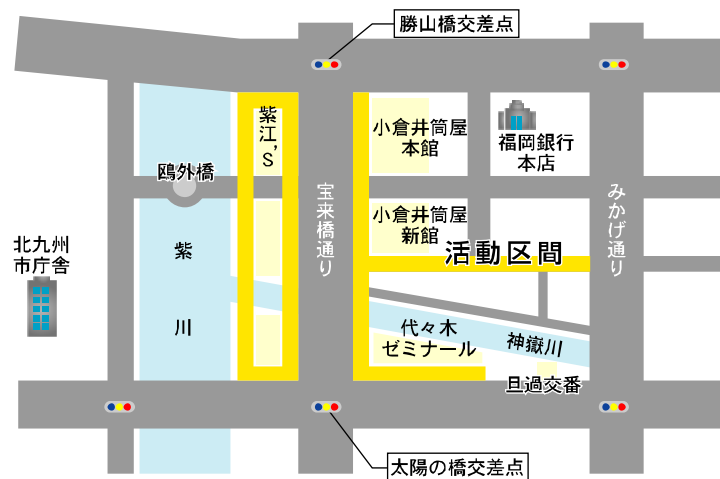 勝山橋交差点
紫江'S
小倉井筒屋
本館
福岡銀行
本店
鴎外橋
宝来橋通り
みかげ通り
小倉井筒屋
新館
北九州
市庁舎
紫川
活動区間
代々木
ゼミナール
神嶽川
旦過交番
太陽の橋交差点